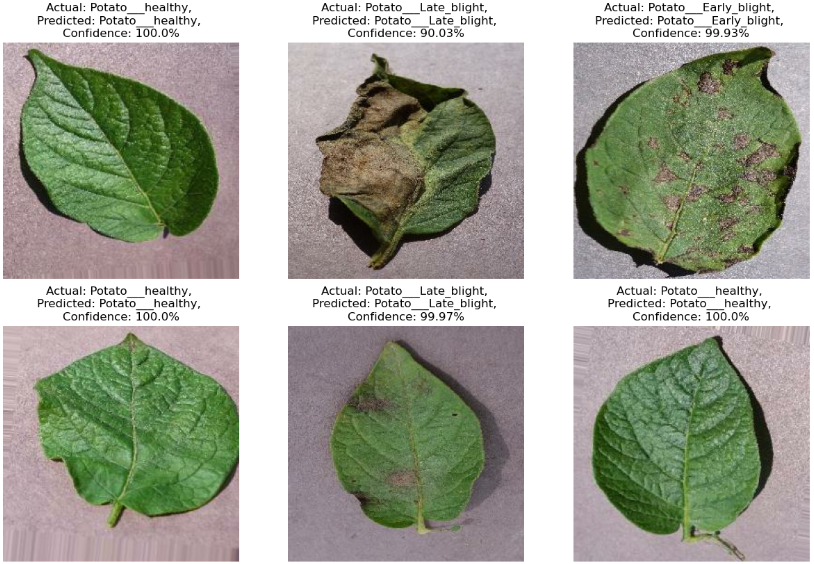 Actual: Potato___healthy,
Predicted: Potato___healthy,
Confidence: 100.0%
Actual: Potato___Late_blight,
Predicted: Potato___Late_blight,
Confidence: 90.03%
Actual: Potato___Early_blight,
Predicted: Potato___Early_blight,
Confidence: 99.93%
Actual: Potato___healthy,
Predicted: Potato___healthy,
Confidence: 100.0%
Actual: Potato___Late_blight,
Predicted: Potato___Late_blight,
Confidence: 99.97%
Actual: Potato___healthy,
Predicted: Potato___healthy,
Confidence: 100.0%